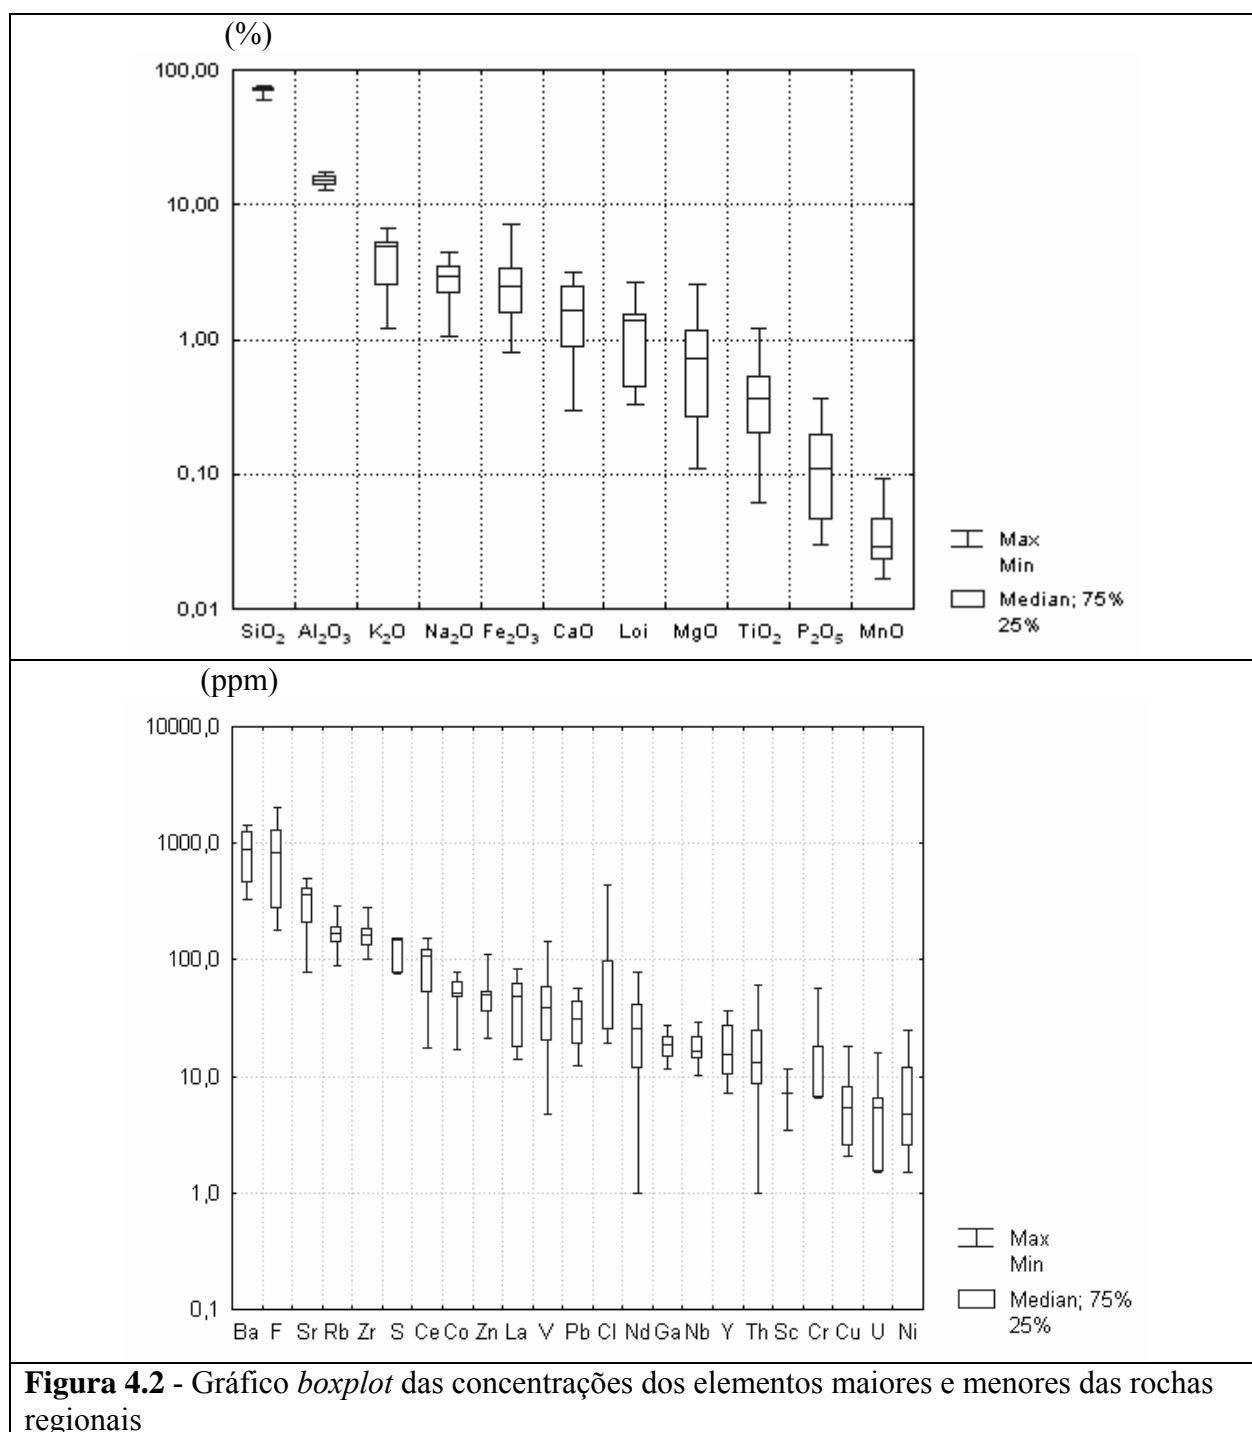 (%)
100,00
10,00
1,00
0,10
0,01
SiO₂ Al₂O₃ K₂O Na₂O Fe₂O₃ CaO Loi MgO TiO₂ P₂O₅ MnO
Max
Min
Median; 75%
25%
(ppm)
10000,0
1000,0
100,0
10,0
1,0
0,1
Ba F Sr Rb Zr S Ce Co Zn La V Pb Cl Nd Ga Nb Y Th Sc Cr Cu U Ni
Max
Min
Median; 75%
25%
Figura 4.2 - Gráfico boxplot das concentrações dos elementos maiores e menores das rochas
regionais